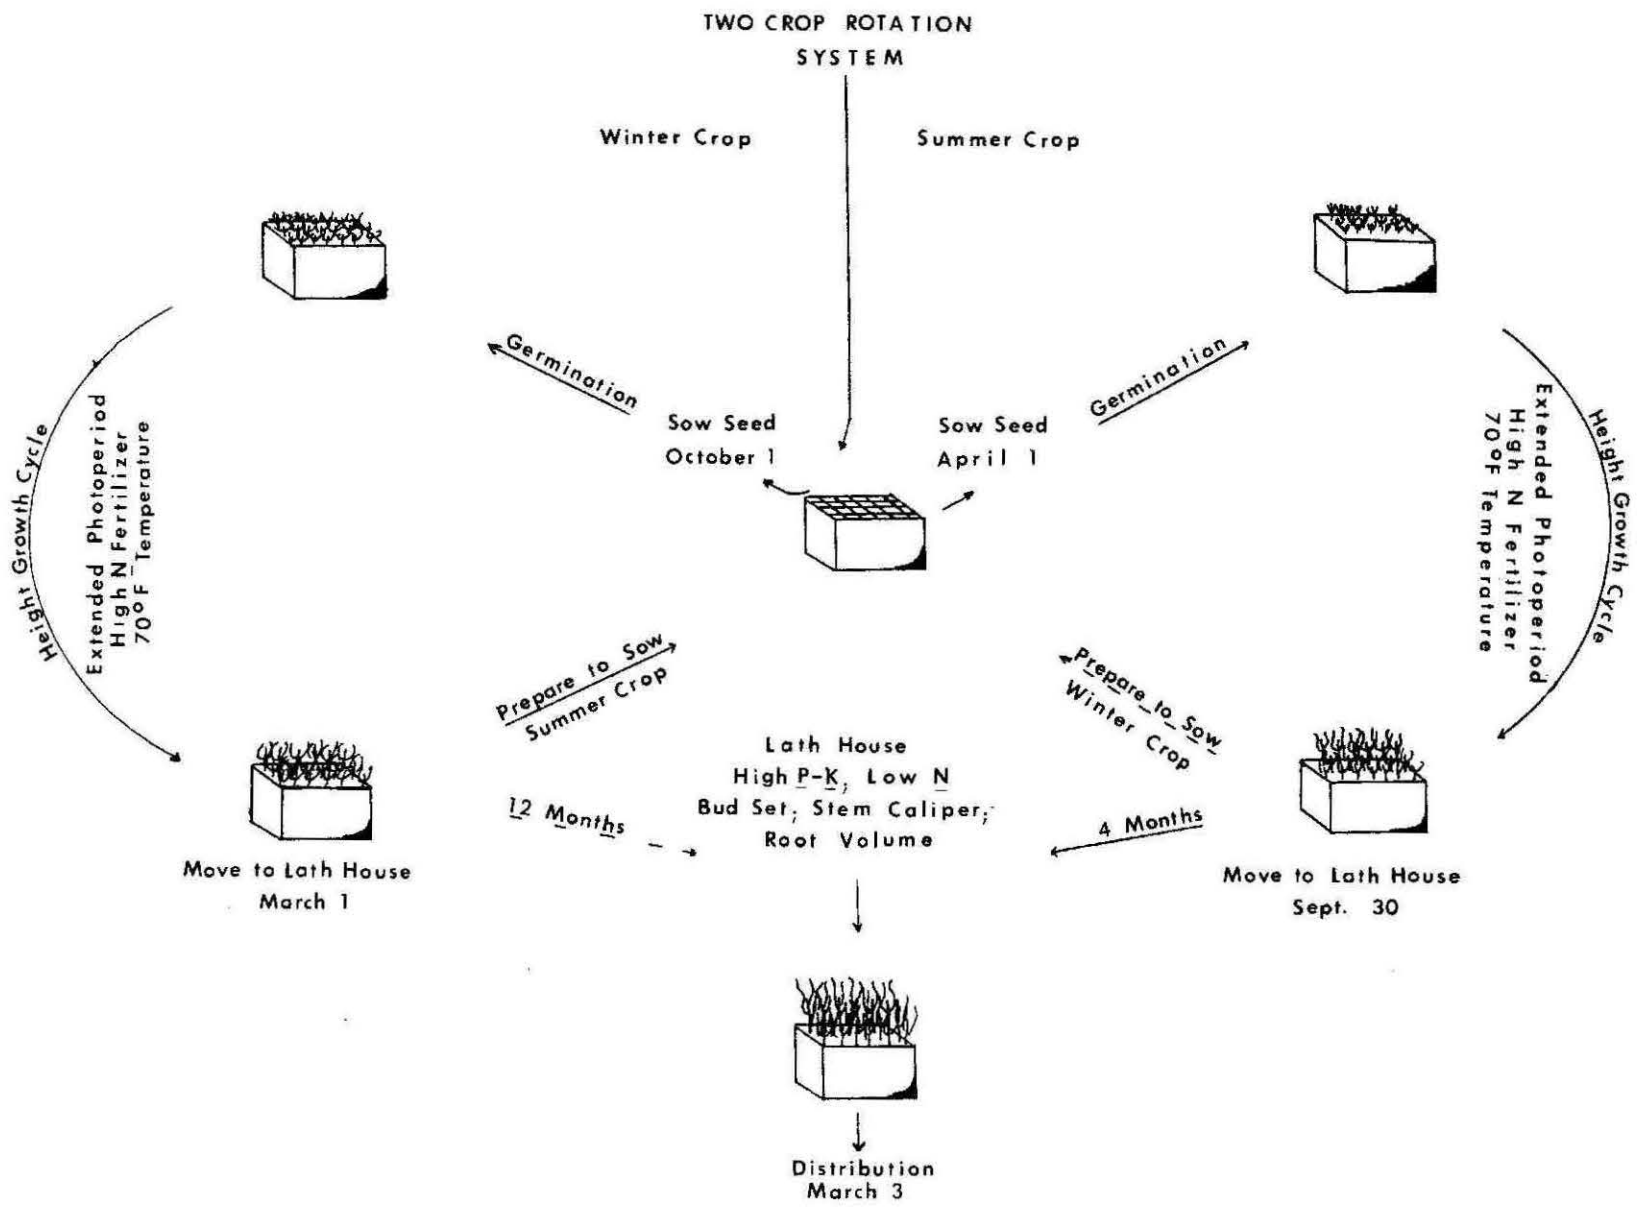 TWO CROP ROTATION
SYSTEM
Winter Crop
Summer Crop
Germination
Germination
Sow Seed
October 1
Sow Seed
April 1
Height Growth Cycle
Extended Photoperiod
High N Fertilizer
70°F Temperature
Height Growth Cycle
Extended Photoperiod
High N Fertilizer
70°F Temperature
Prepare to Sow
Summer Crop
Prepare to Sow
Winter Crop
Lath House
High P-K, Low N
Bud Set; Stem Caliper;
Root Volume
12 Months
4 Months
Move to Lath House
March 1
Move to Lath House
Sept. 30
Distribution
March 3